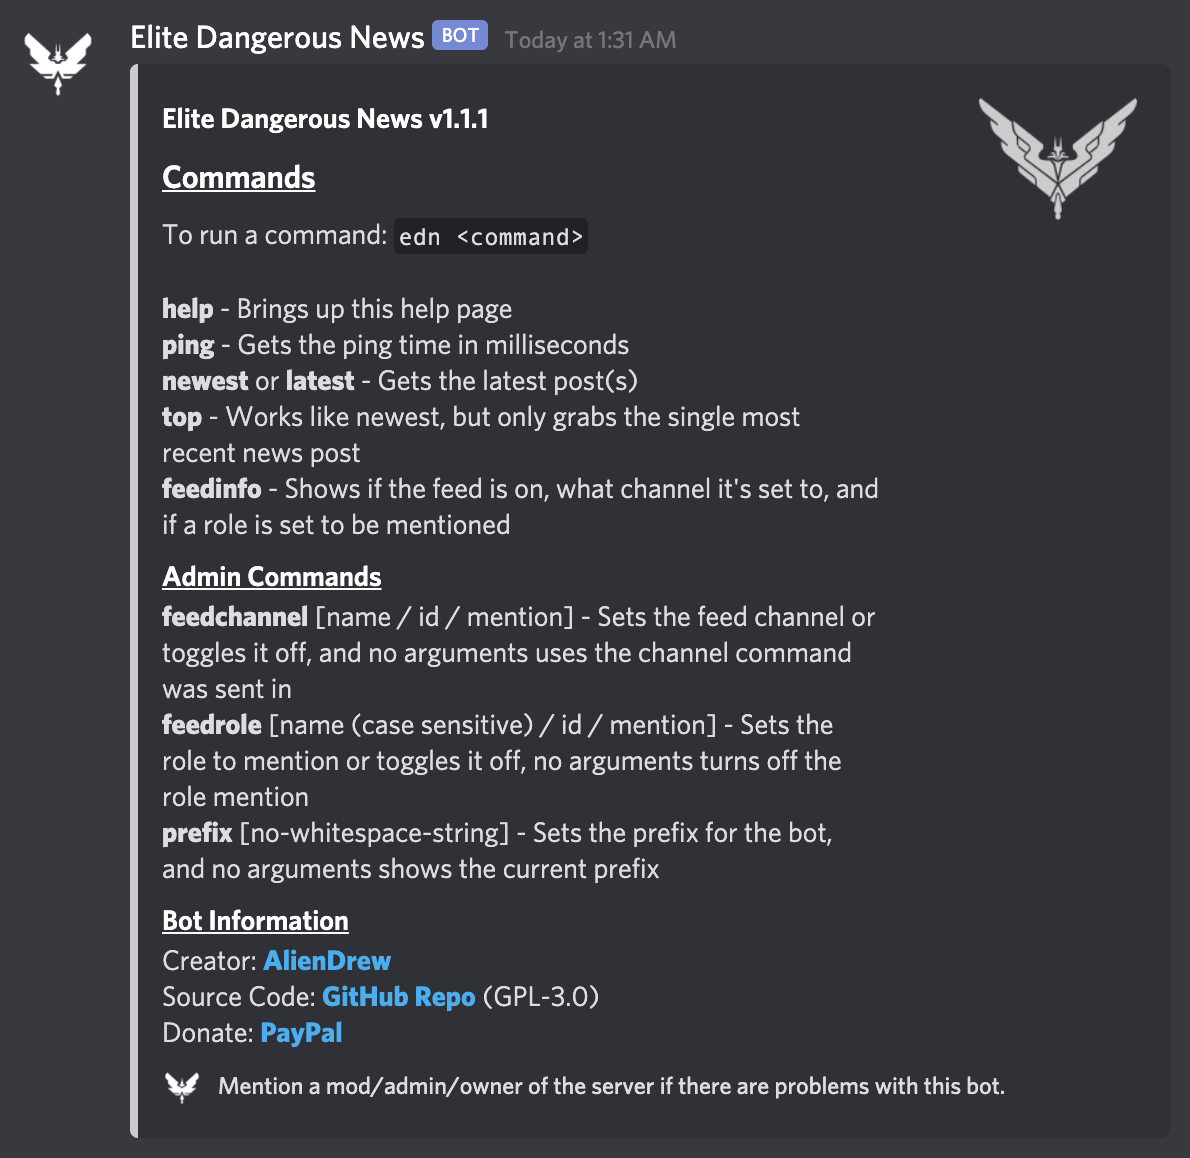 Elite Dangerous News BOT Today at 1:31 AM
Elite Dangerous News v1.1.1
Commands
To run a command: edn <command>
help - Brings up this help page
ping - Gets the ping time in milliseconds
newest or latest - Gets the latest post(s)
top - Works like newest, but only grabs the single most
recent news post
feedinfo - Shows if the feed is on, what channel it's set to, and
if a role is set to be mentioned
Admin Commands
feedchannel [name / id / mention] - Sets the feed channel or
toggles it off, and no arguments uses the channel command
was sent in
feedrole [name (case sensitive) / id / mention] - Sets the
role to mention or toggles it off, no arguments turns off the
role mention
prefix [no-whitespace-string] - Sets the prefix for the bot,
and no arguments shows the current prefix
Bot Information
Creator: AlienDrew
Source Code: GitHub Repo (GPL-3.0)
Donate: PayPal
Mention a mod/admin/owner of the server if there are problems with this bot.